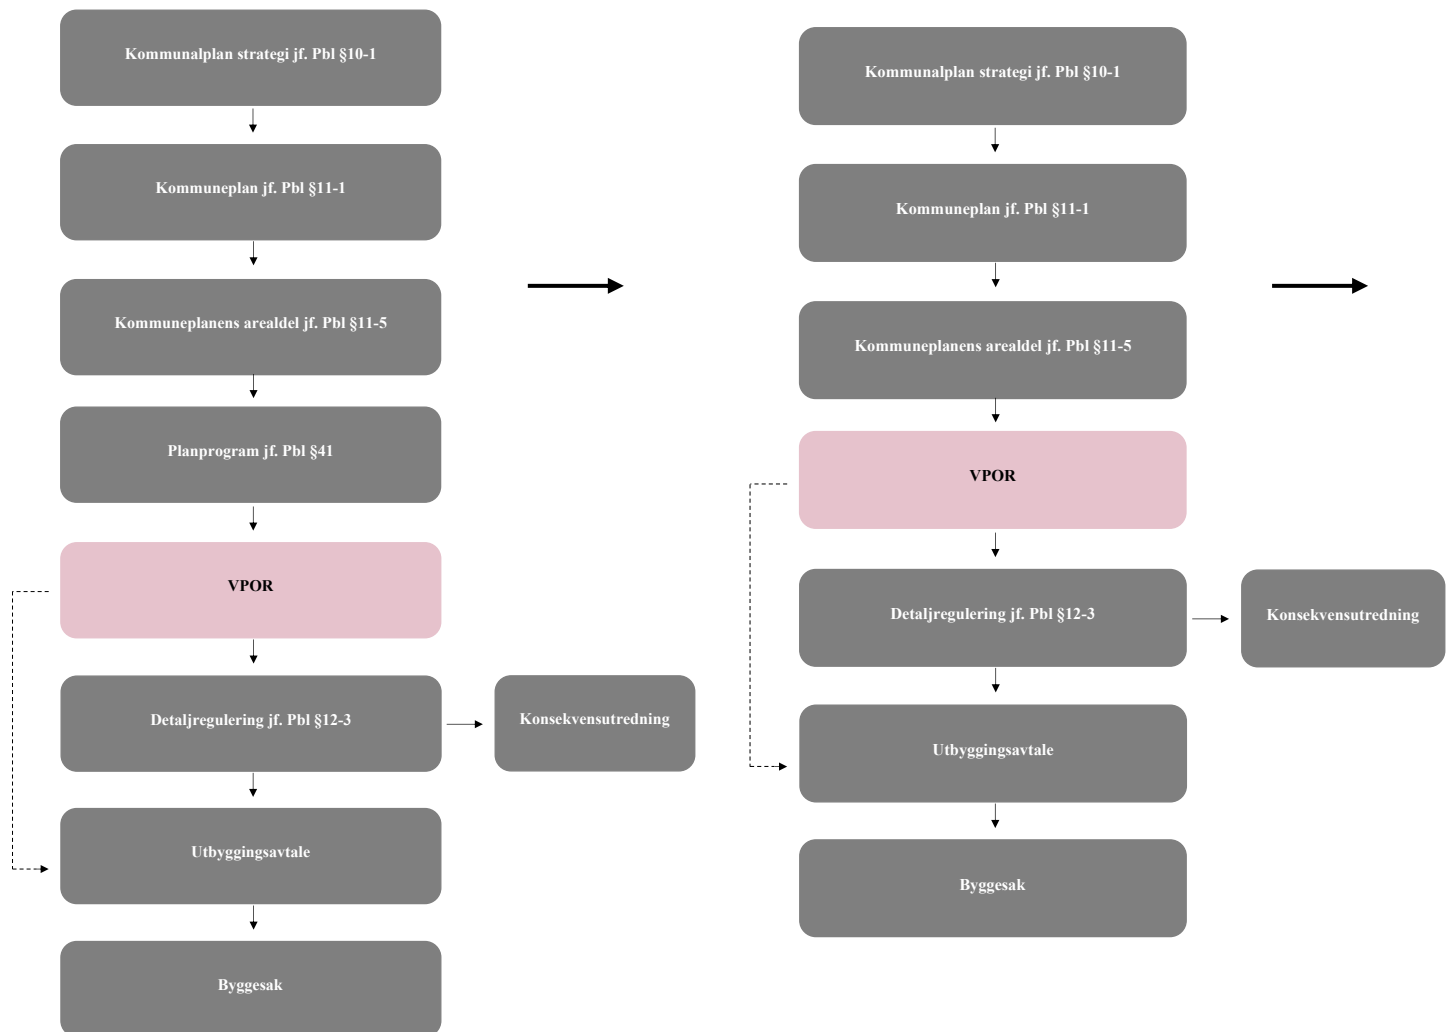 Kommunalplan strategi jf. Pbl §10-1
Kommuneplan jf. Pbl §11-1
Kommuneplanens arealdel jf. Pbl §11-5
Planprogram jf. Pbl §41
VPOR
Detaljregulering jf. Pbl §12-3
Konsekvensutredning
Utbyggingsavtale
Byggesak
Kommunalplan strategi jf. Pbl §10-1
Kommuneplan jf. Pbl §11-1
Kommuneplanens arealdel jf. Pbl §11-5
VPOR
Detaljregulering jf. Pbl §12-3
Konsekvensutredning
Utbyggingsavtale
Byggesak